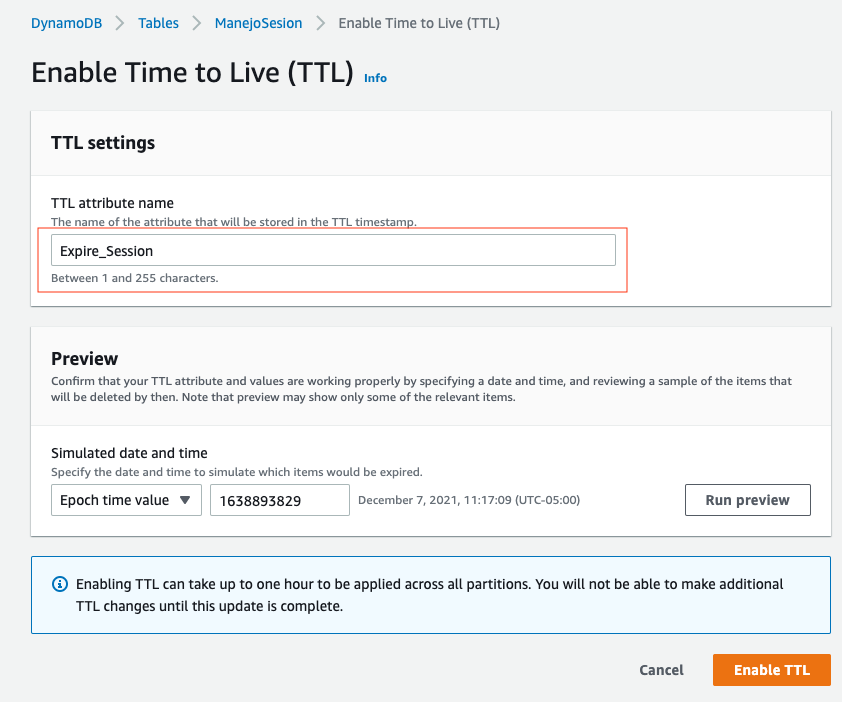 DynamoDB > Tables > ManejoSesion > Enable Time to Live (TTL)
Enable Time to Live (TTL) Info
TTL settings
TTL attribute name
The name of the attribute that will be stored in the TTL timestamp.
Expire_Session
Between 1 and 255 characters.
Preview
Confirm that your TTL attribute and values are working properly by specifying a date and time, and reviewing a sample of the items that
will be deleted by then. Note that preview may show only some of the relevant items.
Simulated date and time
Specify the date and time to simulate which items would be expired.
Epoch time value 1638893829 December 7, 2021, 11:17:09 (UTC-05:00) Run preview
Enabling TTL can take up to one hour to be applied across all partitions. You will not be able to make additional
TTL changes until this update is complete.
Cancel Enable TTL